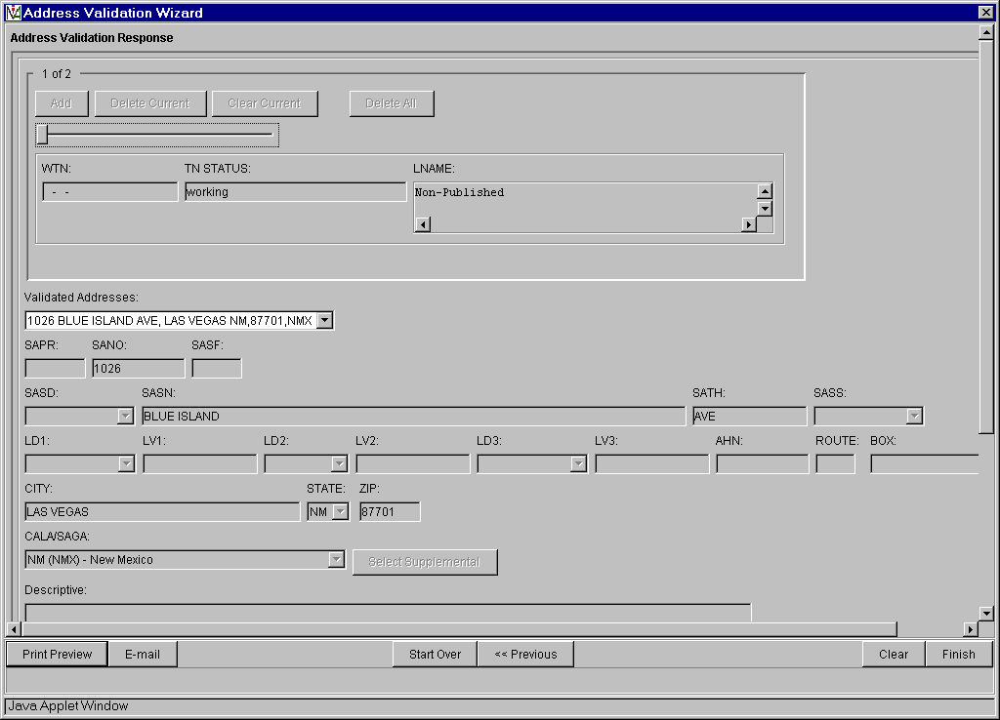 Address Validation Wizard
Address Validation Response
1 of 2
Add Delete Current Clear Current Delete All
WTN: TN STATUS: LNAME:
- - working Non-Published
Validated Addresses:
1026 BLUE ISLAND AVE, LAS VEGAS NM,87701,NMX
SAPR: SANO: SASF:
1026
SASD: SASN: SATH: SASS:
BLUE ISLAND AVE
LD1: LV1: LD2: LV2: LD3: LV3: AHN: ROUTE: BOX:
CITY: STATE: ZIP:
LAS VEGAS NM 87701
CALA/SAGA:
NM (NMX) - New Mexico Select Supplemental
Descriptive:
Print Preview E-mail Start Over << Previous Clear Finish
Java Applet Window